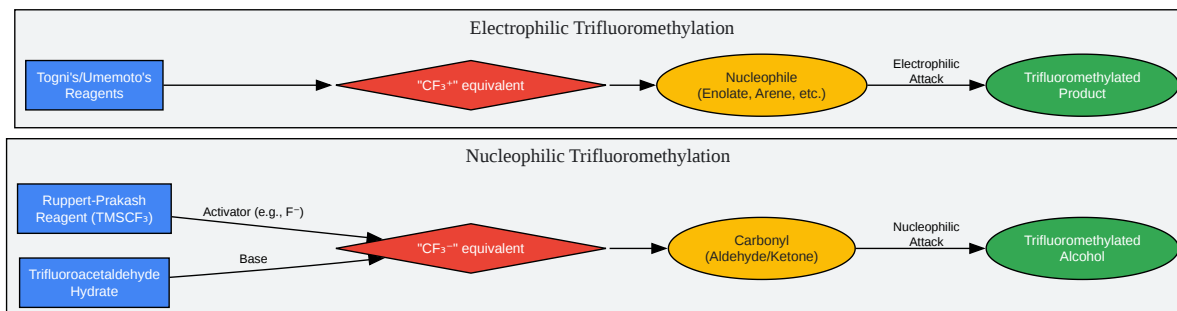 Electrophilic Trifluoromethylation
Togni's/Umemoto's
Reagents
"CF₃⁺" equivalent
Nucleophile
(Enolate, Arene, etc.)
Electrophilic
Attack
Trifluoromethylated
Product
Nucleophilic Trifluoromethylation
Ruppert-Prakash
Reagent (TMSCF₃)
Activator (e.g., F⁻)
Trifluoroacetaldehyde
Hydrate
Base
"CF₃⁻" equivalent
Carbonyl
(Aldehyde/Ketone)
Nucleophilic
Attack
Trifluoromethylated
Alcohol